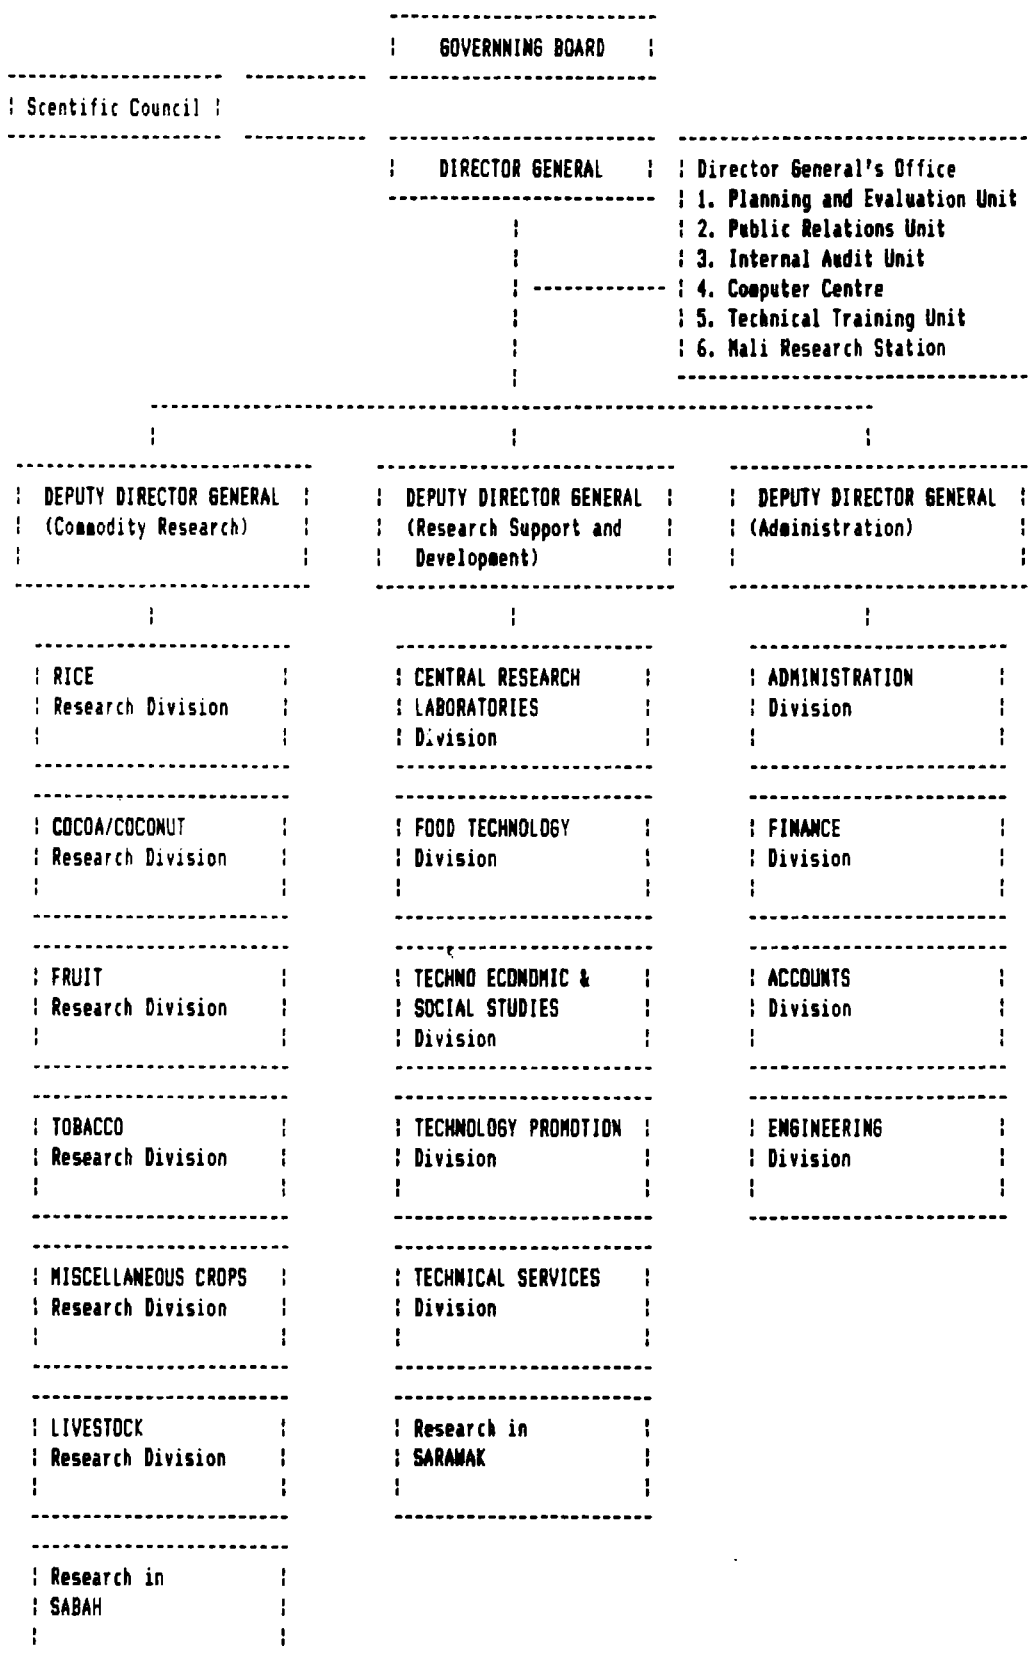 GOVERNNING BOARD
Scentific Council
DIRECTOR GENERAL
Director General's Office
1. Planning and Evaluation Unit
2. Public Relations Unit
3. Internal Audit Unit
4. Computer Centre
5. Technical Training Unit
6. Mali Research Station
DEPUTY DIRECTOR GENERAL
(Commodity Research)
DEPUTY DIRECTOR GENERAL
(Research Support and
Development)
DEPUTY DIRECTOR GENERAL
(Administration)
RICE
Research Division
COCOA/COCONUT
Research Division
FRUIT
Research Division
TOBACCO
Research Division
MISCELLANEOUS CROPS
Research Division
LIVESTOCK
Research Division
Research in
SABAH
CENTRAL RESEARCH
LABORATORIES
Division
FOOD TECHNOLOGY
Division
TECHNO ECONOMIC &
SOCIAL STUDIES
Division
TECHNOLOGY PROMOTION
Division
TECHNICAL SERVICES
Division
Research in
SARAWAK
ADMINISTRATION
Division
FINANCE
Division
ACCOUNTS
Division
ENGINEERING
Division